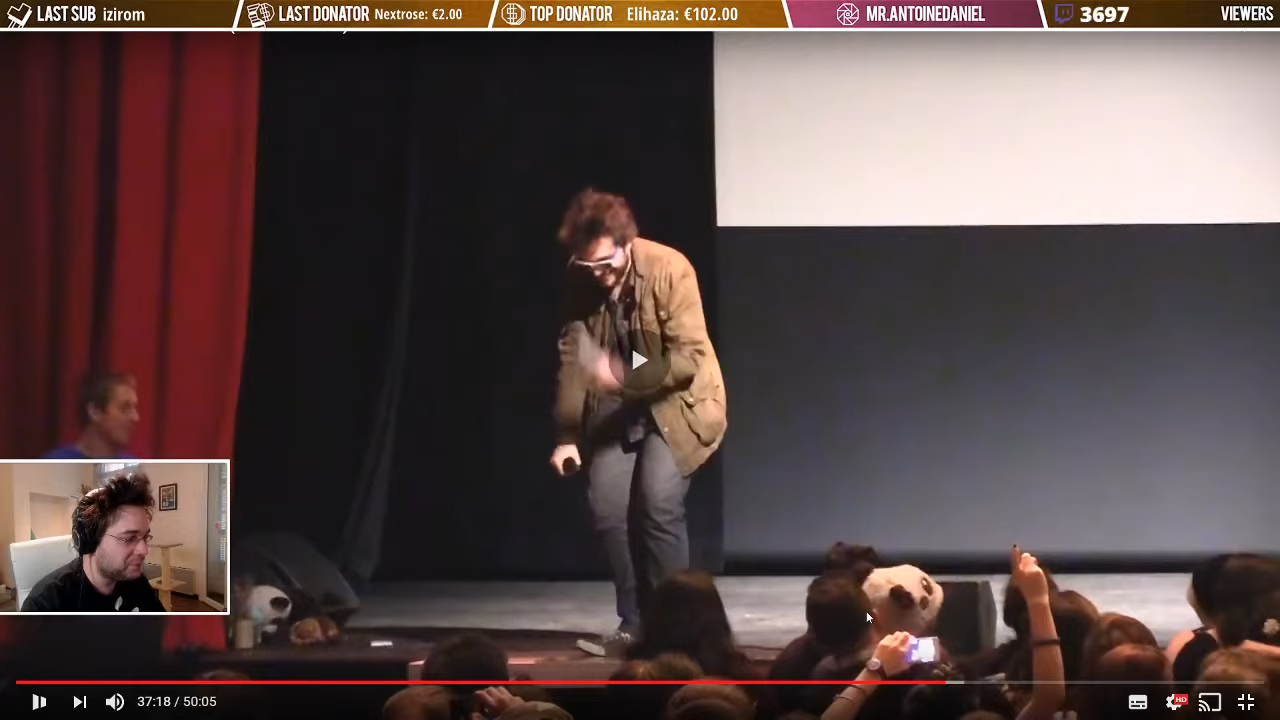 LAST SUB izirom
LAST DONATOR Nextrose: €2.00
TOP DONATOR Elihaza: €102.00
MR.ANTOINEDANIEL
3697 VIEWERS
37:18 / 50:05
HD